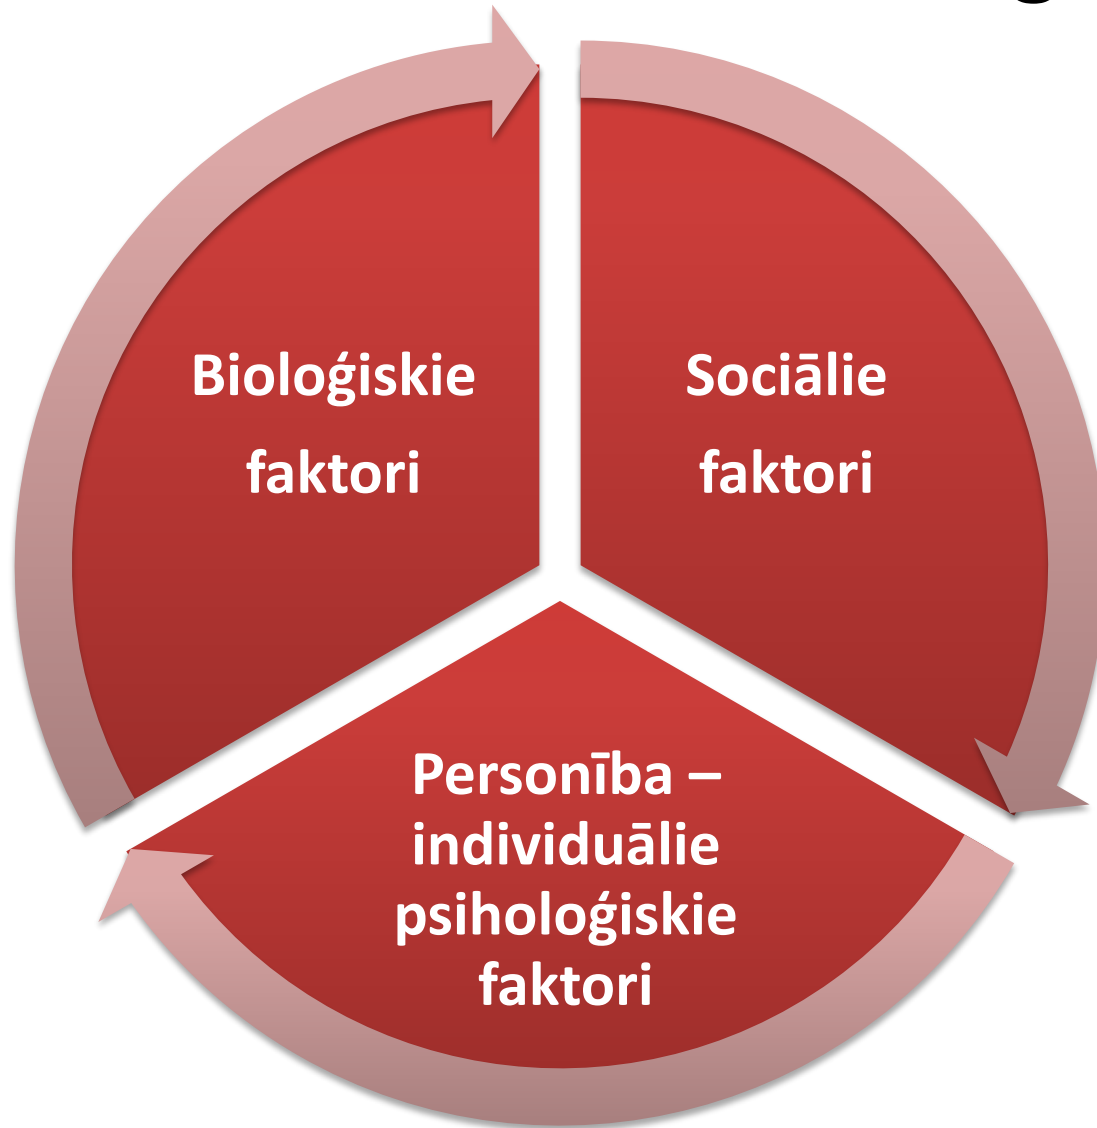 Bioloģiskie
faktori
Sociālie
faktori
Personība –
individuālie
psiholoģiskie
faktori